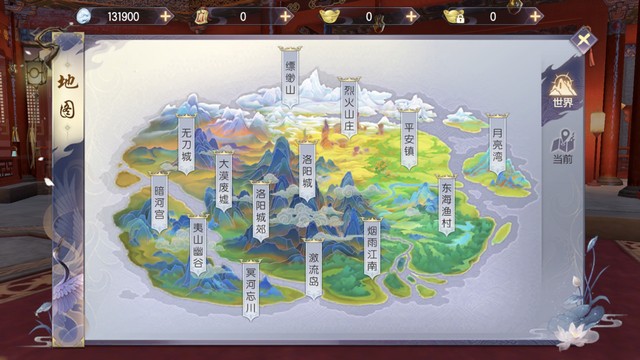 131900
0
0
0
地图
世界
当前
缥缈山
烈火山庄
无刀城
平安镇
月亮湾
大漠废墟
洛阳城
暗河宫
洛阳城郊
东海渔村
夷山幽谷
烟雨江南
激流岛
冥河忘川